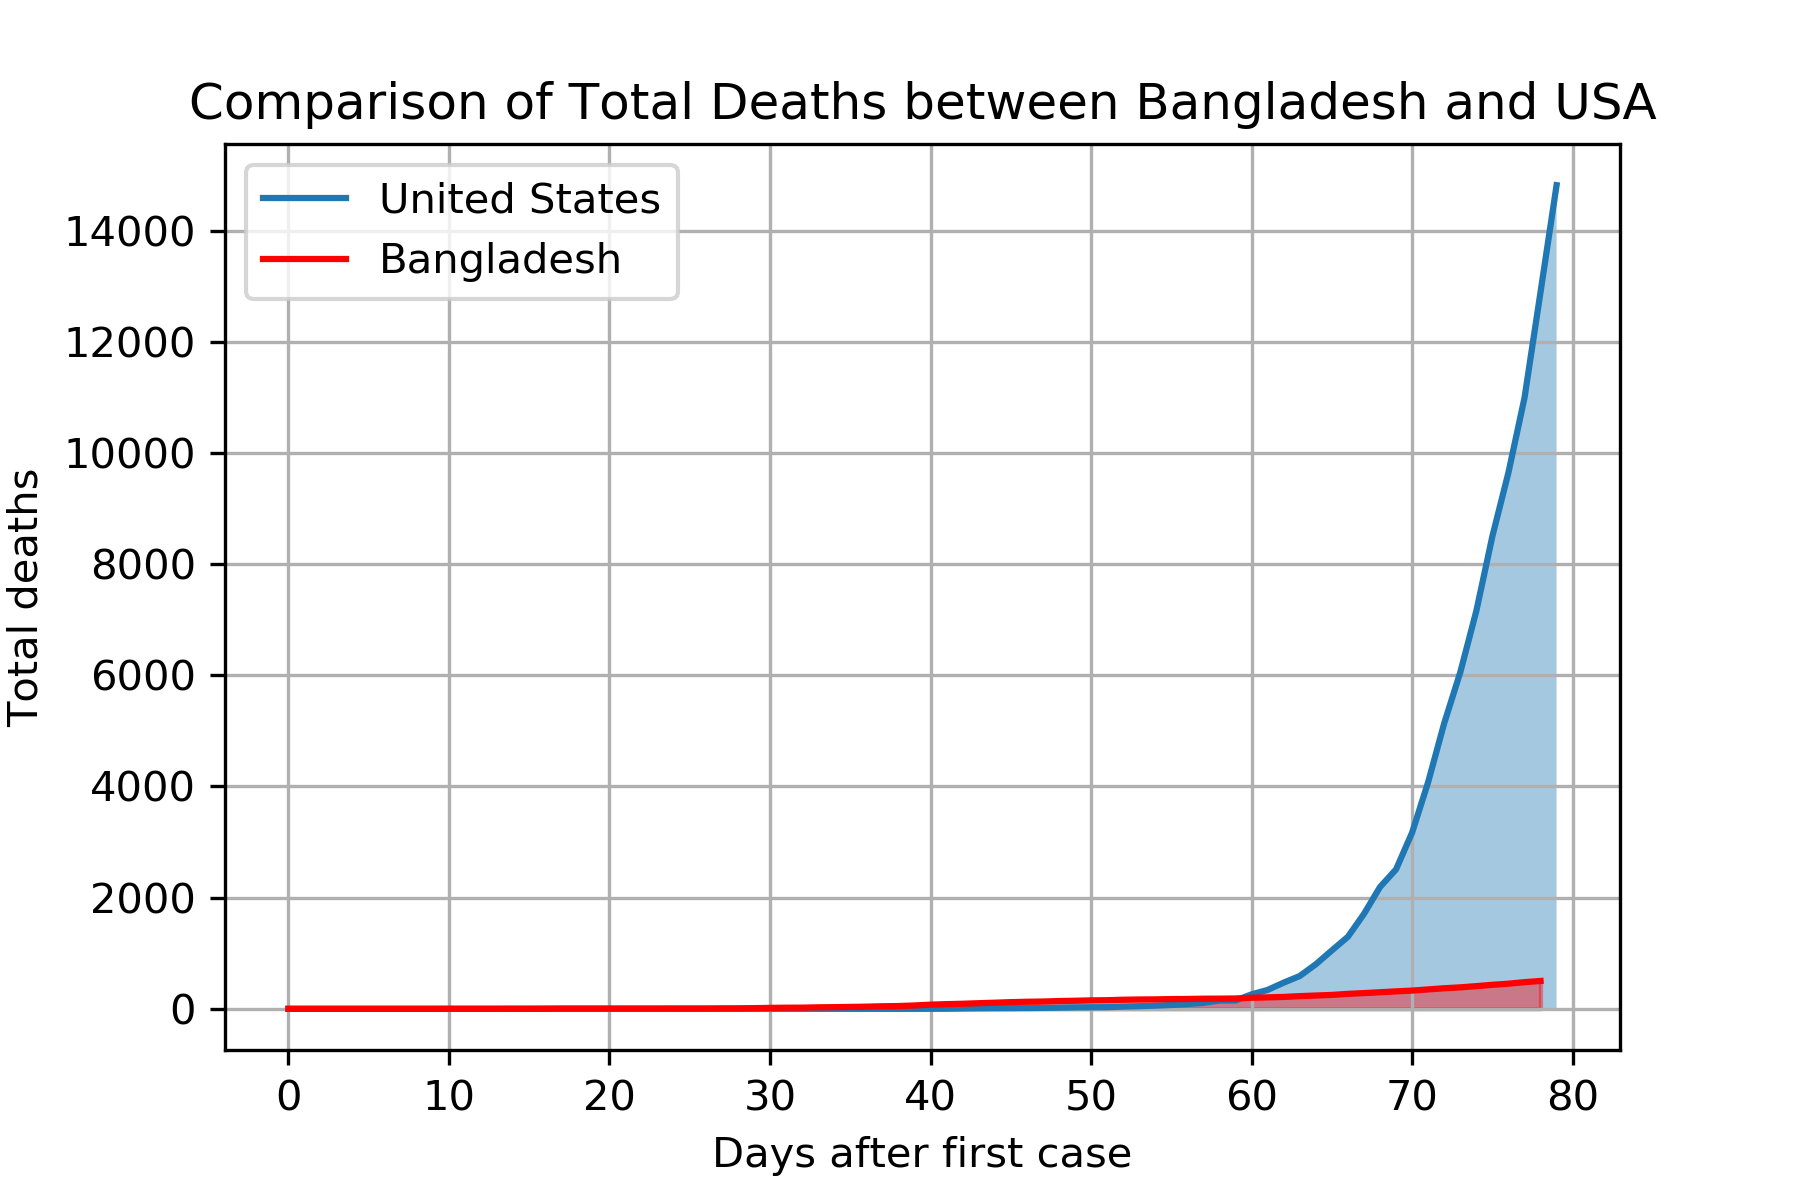 Comparison of Total Deaths between Bangladesh and USA
United States
Bangladesh
14000
12000
10000
8000
6000
4000
2000
0
Total deaths
0 10 20 30 40 50 60 70 80
Days after first case